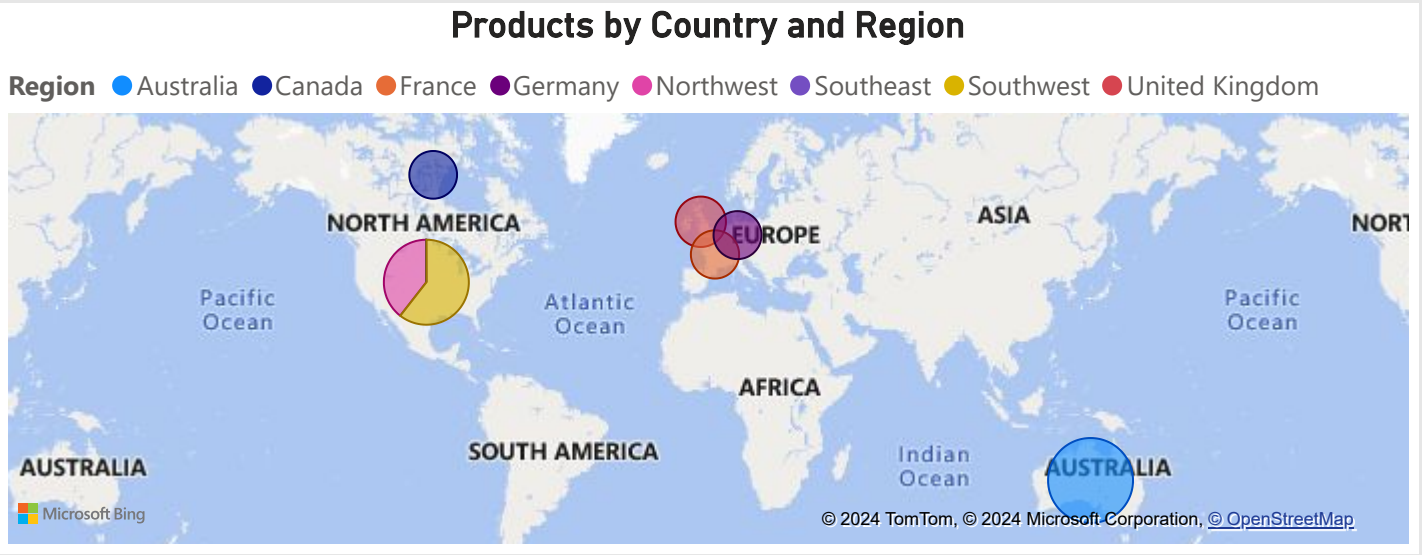 Products by Country and Region
Region Australia Canada France Germany Northwest Southeast Southwest United Kingdom
NORTH AMERICA
EUROPE
ASIA
NORT
Pacific
Ocean
Atlantic
Ocean
Pacific
Ocean
AFRICA
SOUTH AMERICA
Indian
Ocean
AUSTRALIA
AUSTRALIA
Microsoft Bing
© 2024 TomTom, © 2024 Microsoft Corporation, © OpenStreetMap